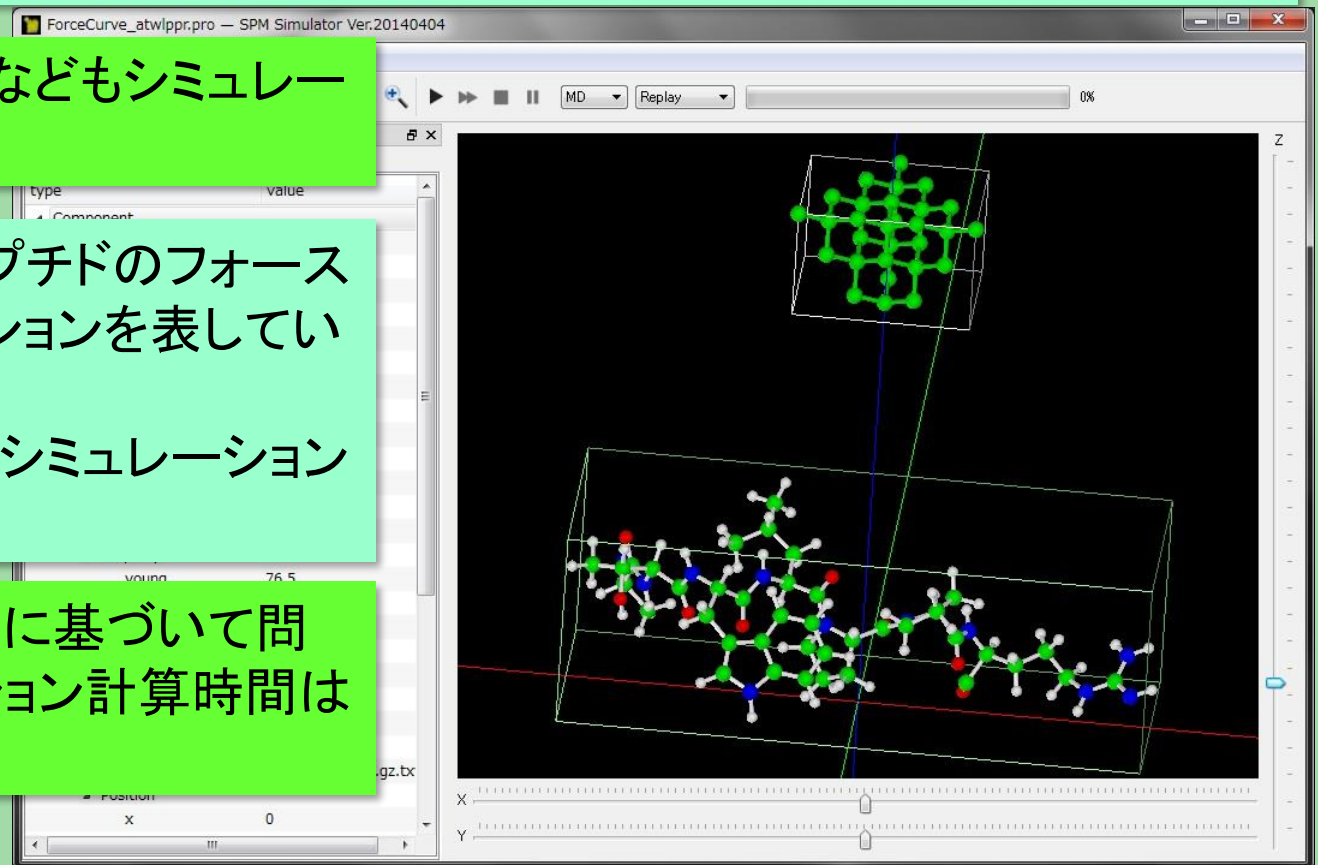 ForceCurve_atwlppr.pro — SPM Simulator Ver.20140404
などもシミュレー
MD Replay 0%
type value
Component
プチドのフォース
ションを表してい
シミュレーション
young 76.5
に基づいて問
ション計算時間は
.gz.txt
Position
x 0
Z
X
Y